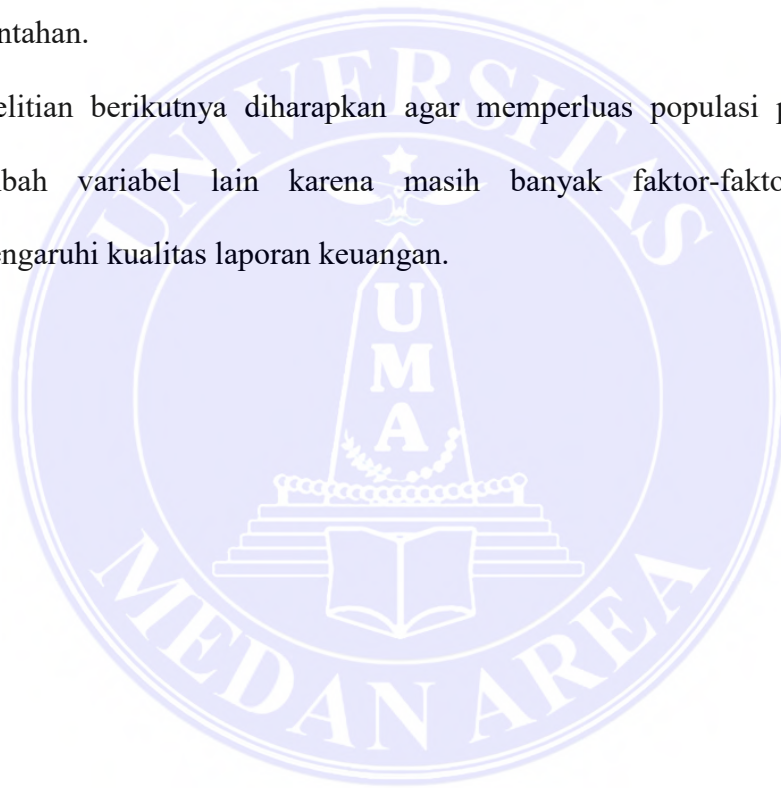 ntahan.
elitian berikutnya diharapkan agar memperluas populasi p
bah variabel lain karena masih banyak faktor-fakto
engaruhi kualitas laporan keuangan.
UNIVERSITAS
U
M
A
MEDAN AREA